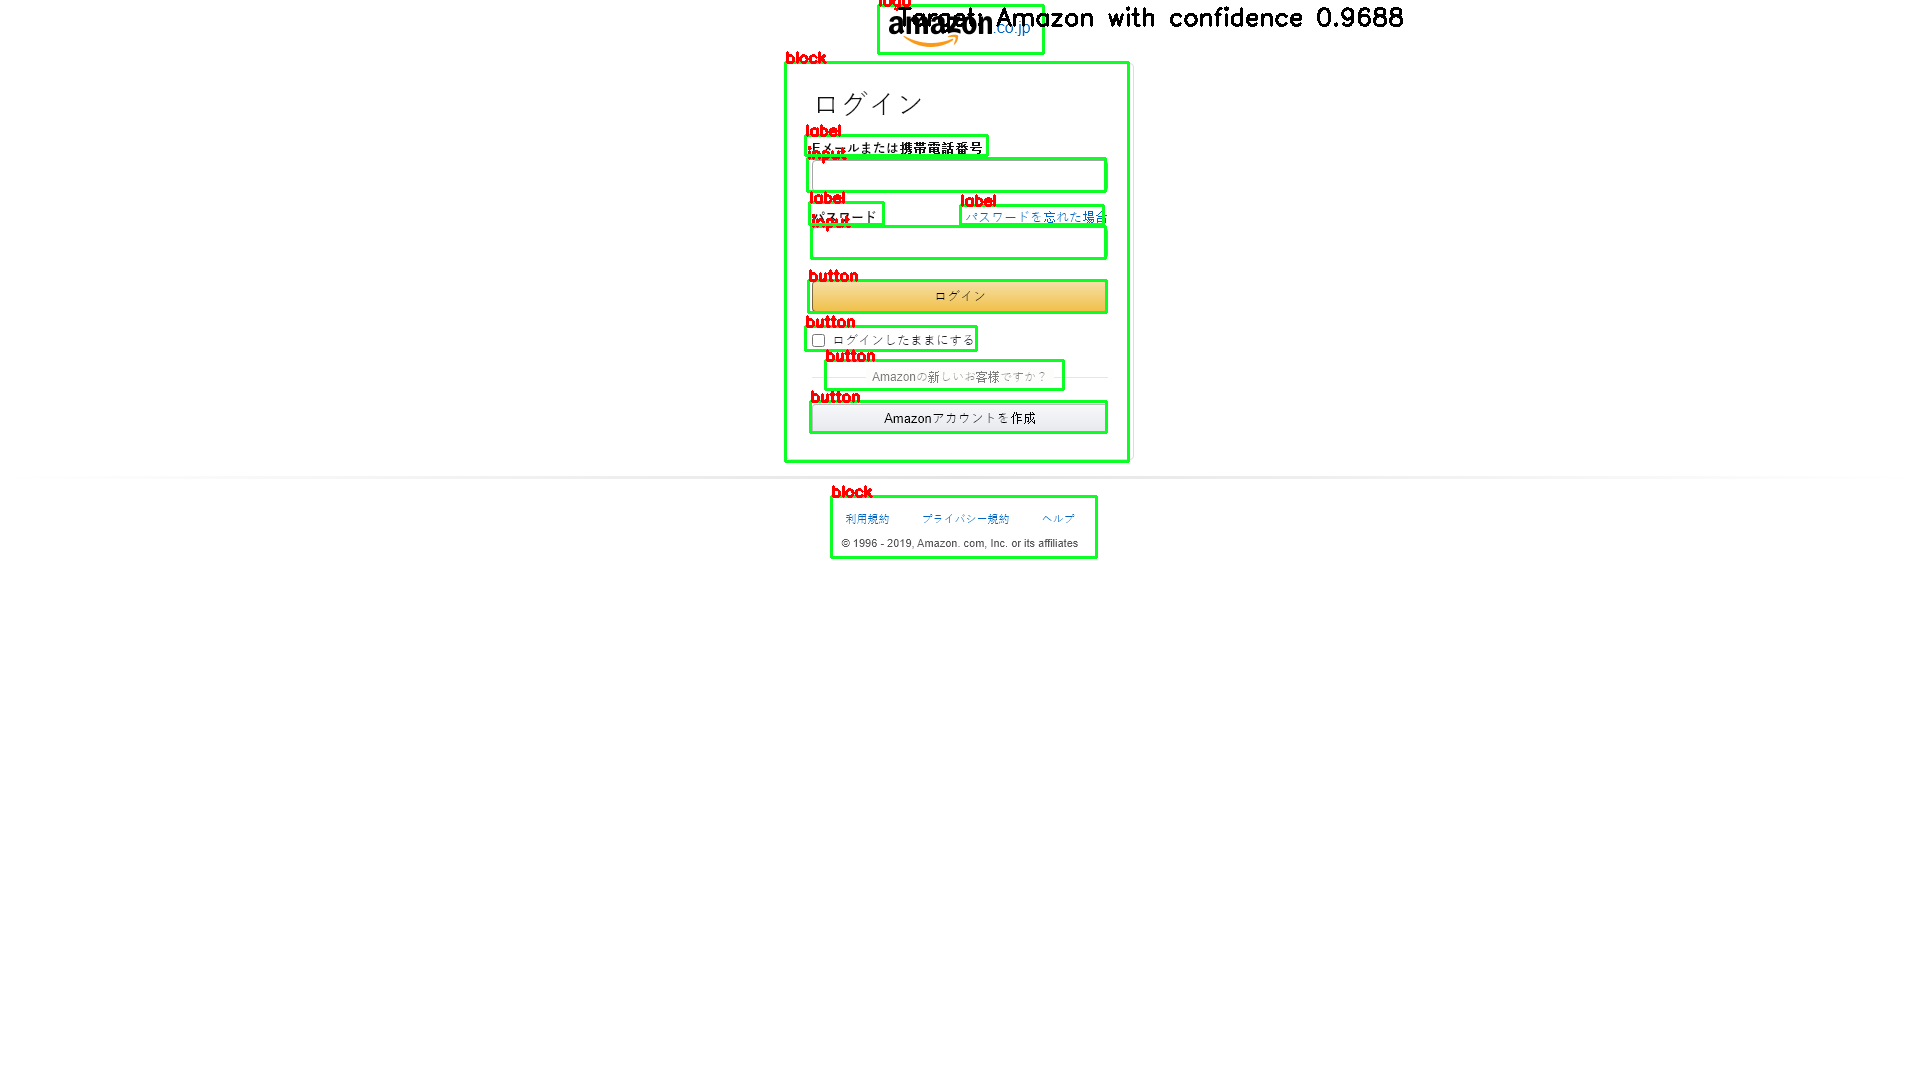 logo
Target: Amazon with confidence 0.9688
amazon.co.jp
block
ログイン
label
Eメールまたは携帯電話番号
input
label
label
パスワード パスワードを忘れた場合
input
button
ログイン
button
ログインしたままにする
button
Amazonの新しいお客様ですか？
button
Amazonアカウントを作成
block
利用規約 プライバシー規約 ヘルプ
© 1996 - 2019, Amazon. com, Inc. or its affiliates